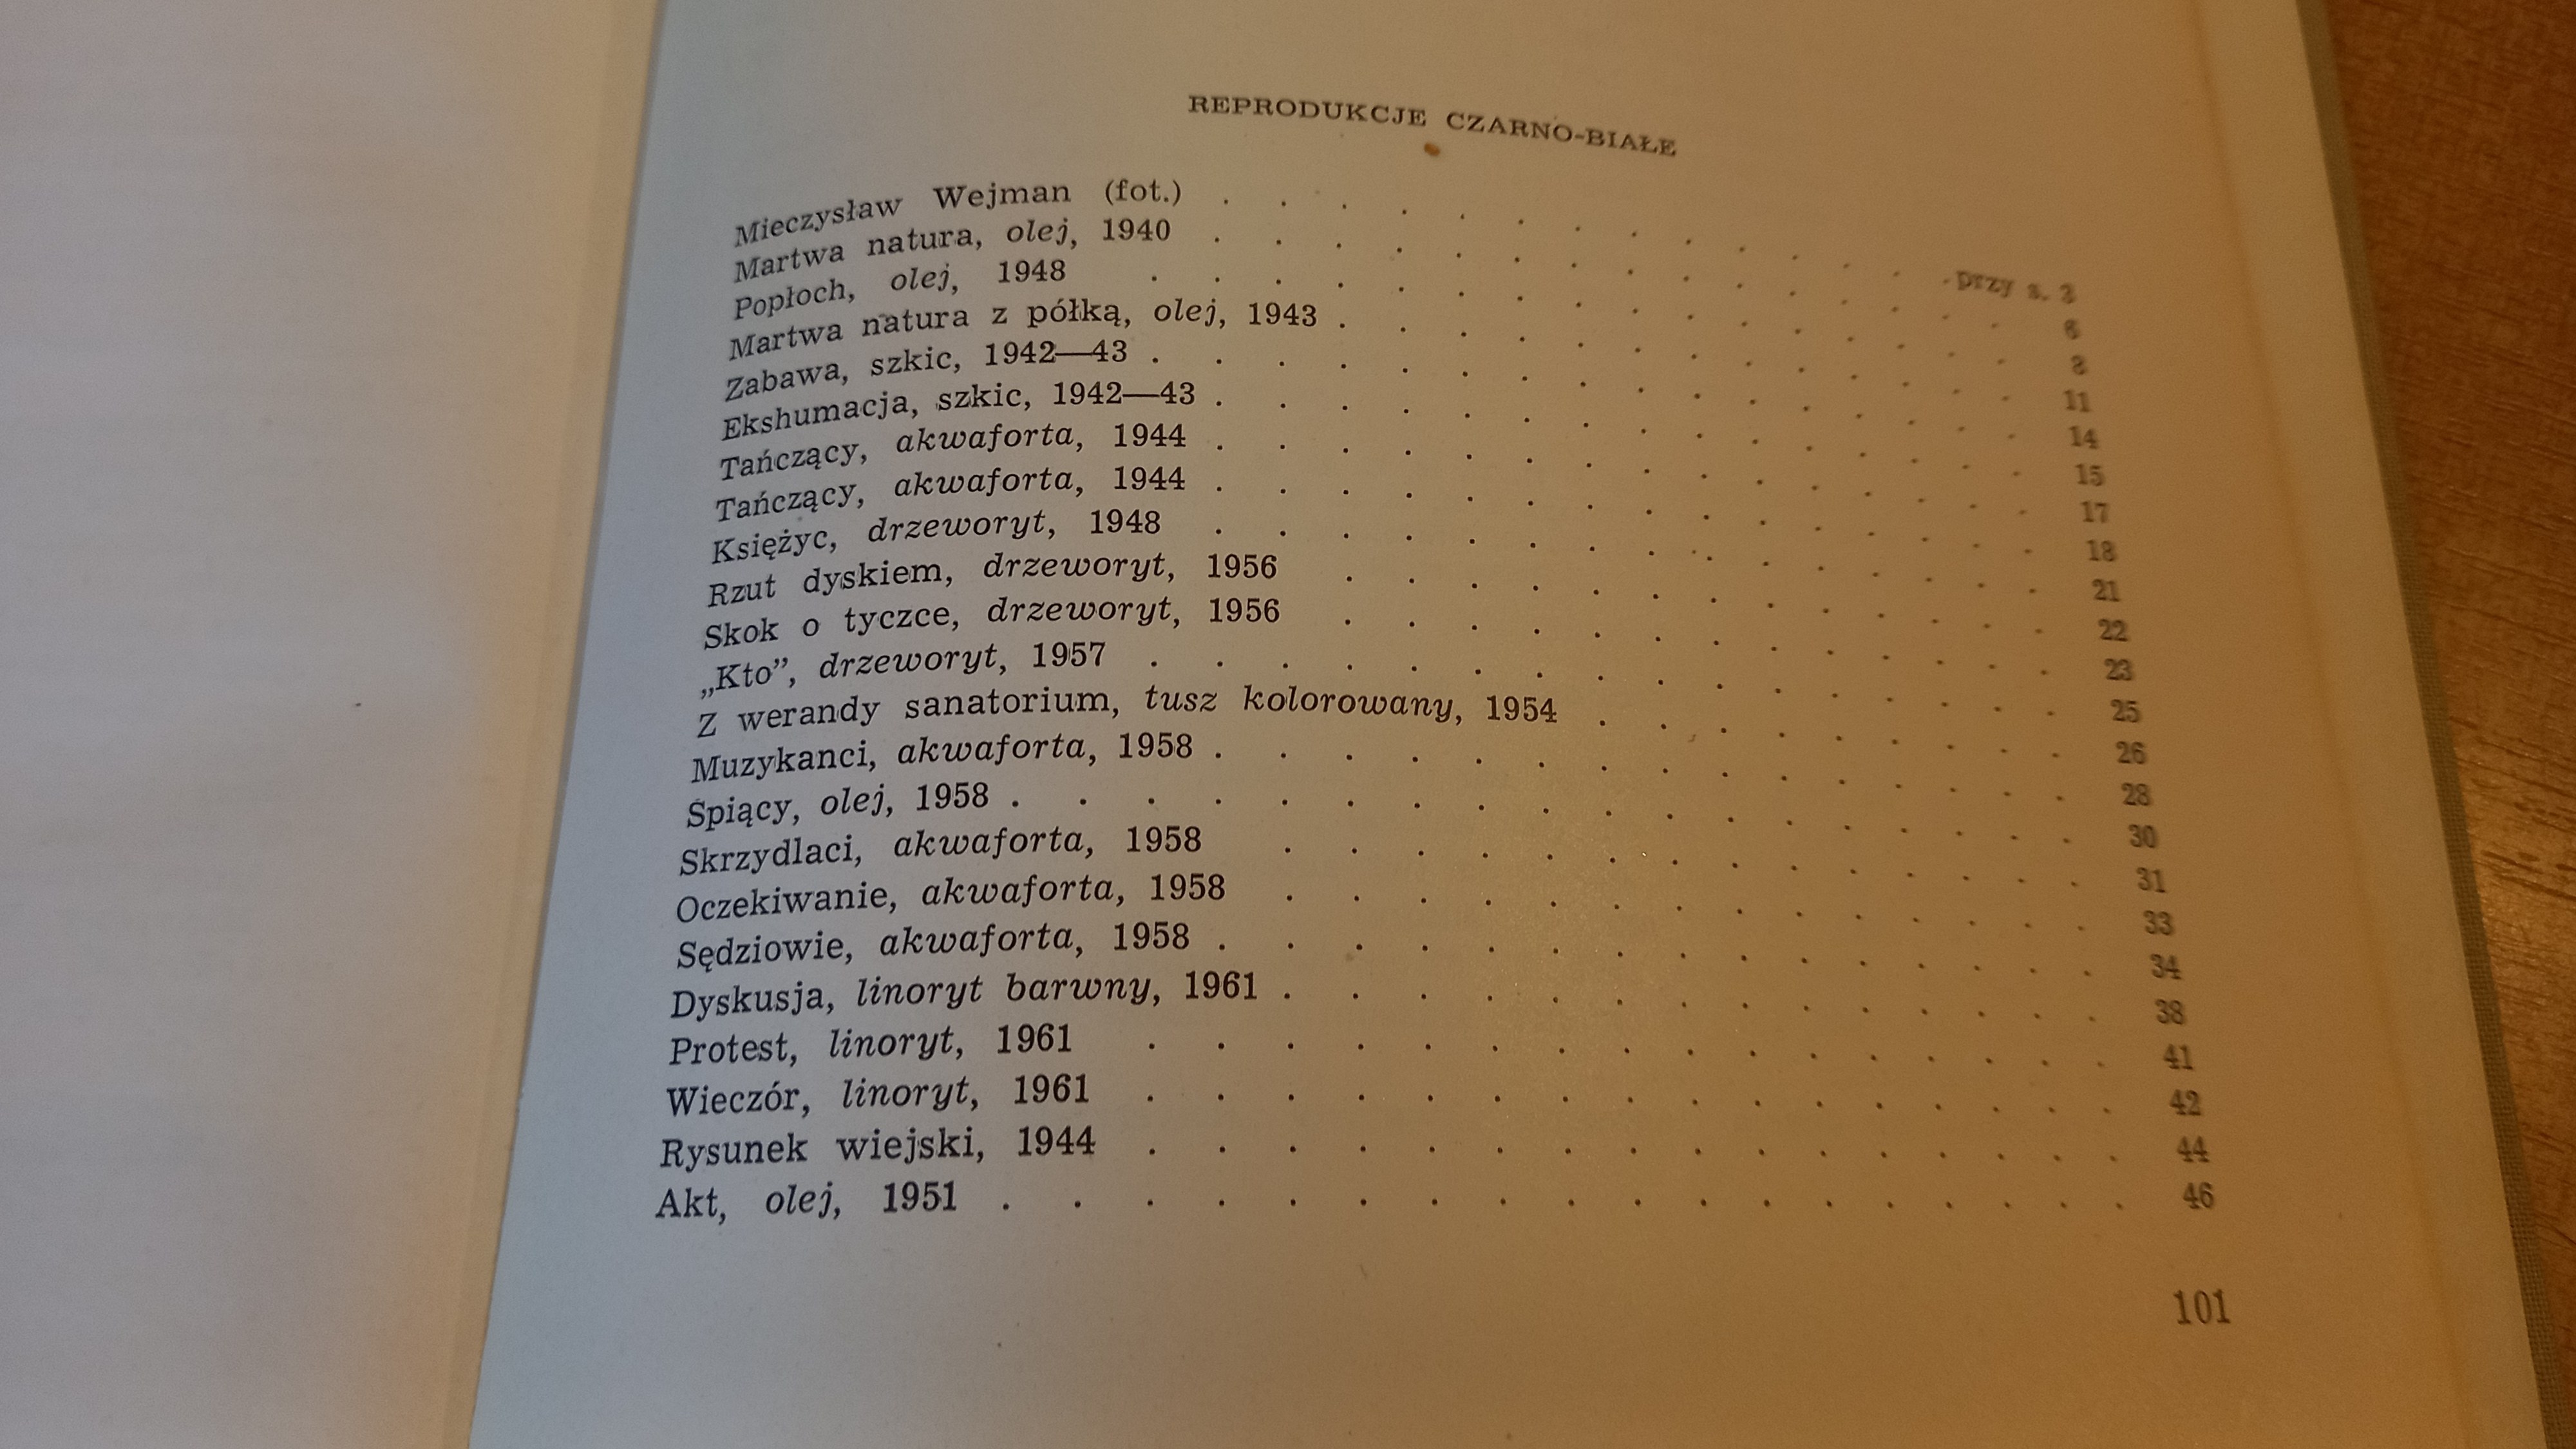 REPRODUKCJE CZARNO-BIAŁE
Mieczysław Wejman (fot.) . . . . . . . . . . . . . przy s. 3
Martwa natura, olej, 1940 . . . . . . . . . . . . . . 6
Popłoch, olej, 1948 . . . . . . . . . . . . . . . 8
Martwa natura z półką, olej, 1943 . . . . . . . . . . . . 11
Zabawa, szkic, 1942—43 . . . . . . . . . . . . . . . 14
Ekshumacja, szkic, 1942—43 . . . . . . . . . . . . . . 15
Tańczący, akwaforta, 1944 . . . . . . . . . . . . . . 17
Tańczący, akwaforta, 1944 . . . . . . . . . . . . . . 18
Księżyc, drzeworyt, 1948 . . . . . . . . . . . . . . 21
Rzut dyskiem, drzeworyt, 1956 . . . . . . . . . . . . 22
Skok o tyczce, drzeworyt, 1956 . . . . . . . . . . . . 23
„Kto”, drzeworyt, 1957 . . . . . . . . . . . . . . . 25
Z werandy sanatorium, tusz kolorowany, 1954 . . . . . . . . 26
Muzykanci, akwaforta, 1958 . . . . . . . . . . . . . . 28
Śpiący, olej, 1958 . . . . . . . . . . . . . . . . . 30
Skrzydlaci, akwaforta, 1958 . . . . . . . . . . . . . 31
Oczekiwanie, akwaforta, 1958 . . . . . . . . . . . . . 33
Sędziowie, akwaforta, 1958 . . . . . . . . . . . . . . 34
Dyskusja, linoryt barwny, 1961 . . . . . . . . . . . . . 38
Protest, linoryt, 1961 . . . . . . . . . . . . . . . 41
Wieczór, linoryt, 1961 . . . . . . . . . . . . . . . 42
Rysunek wiejski, 1944 . . . . . . . . . . . . . . . 44
Akt, olej, 1951 . . . . . . . . . . . . . . . . . 46
101